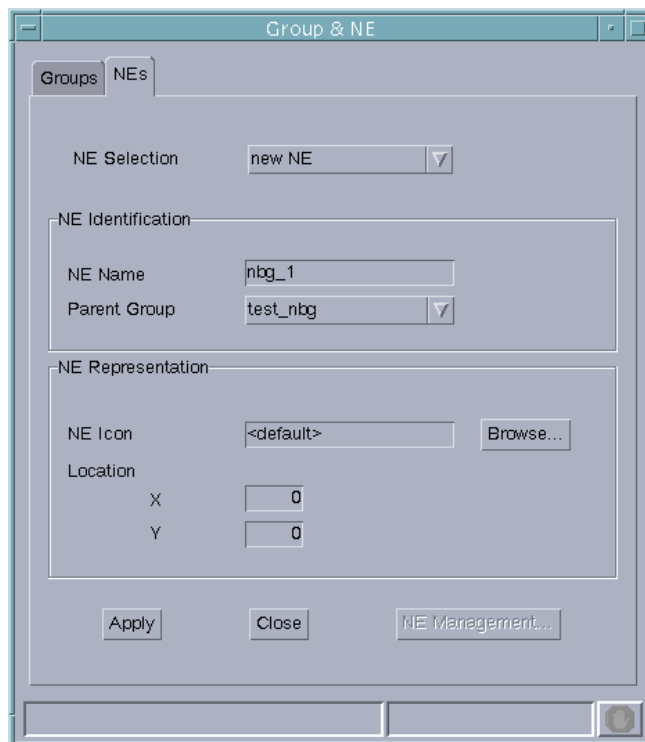 Group & NE
Groups NEs
NE Selection new NE
NE Identification
NE Name nbg_1
Parent Group test_nbg
NE Representation
NE Icon <default> Browse...
Location
X 0
Y 0
Apply Close NE Management...